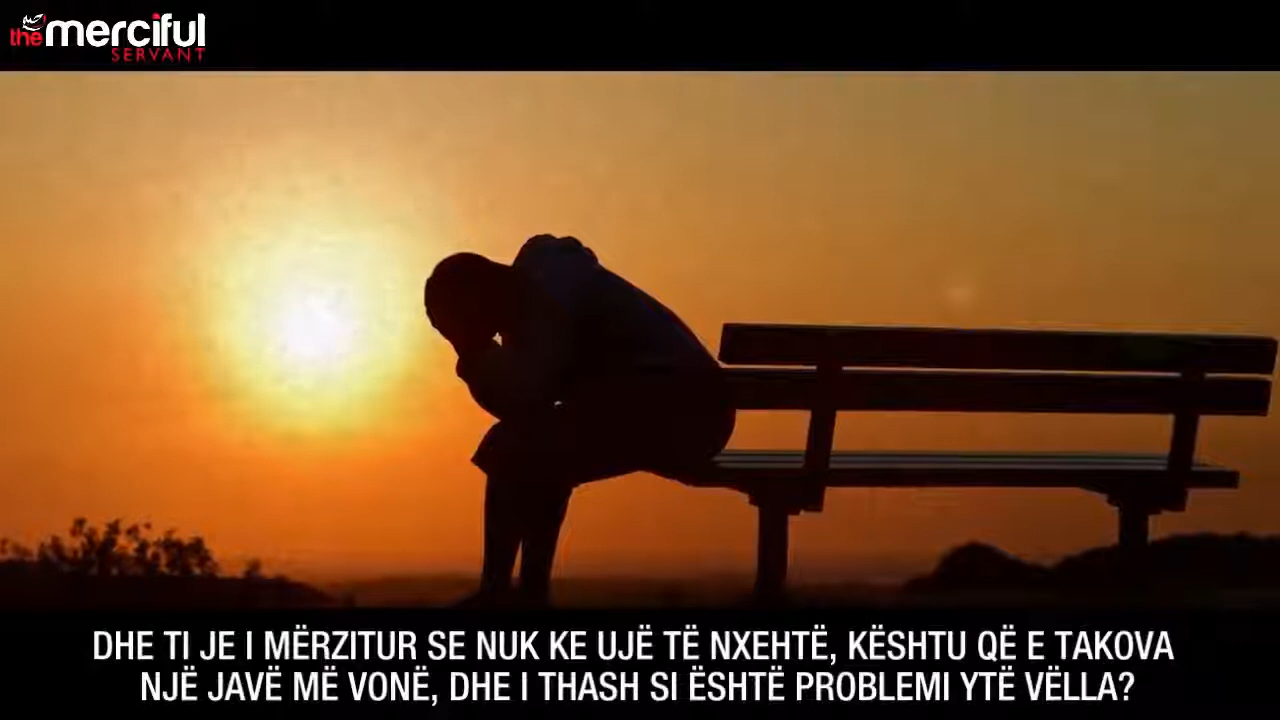 the merciful
SERVANT
DHE TI JE I MËRZITUR SE NUK KE UJË TË NXEHTË, KËSHTU QË E TAKOVA
NJË JAVË MË VONË, DHE I THASH SI ËSHTË PROBLEMI YTË VËLLA?